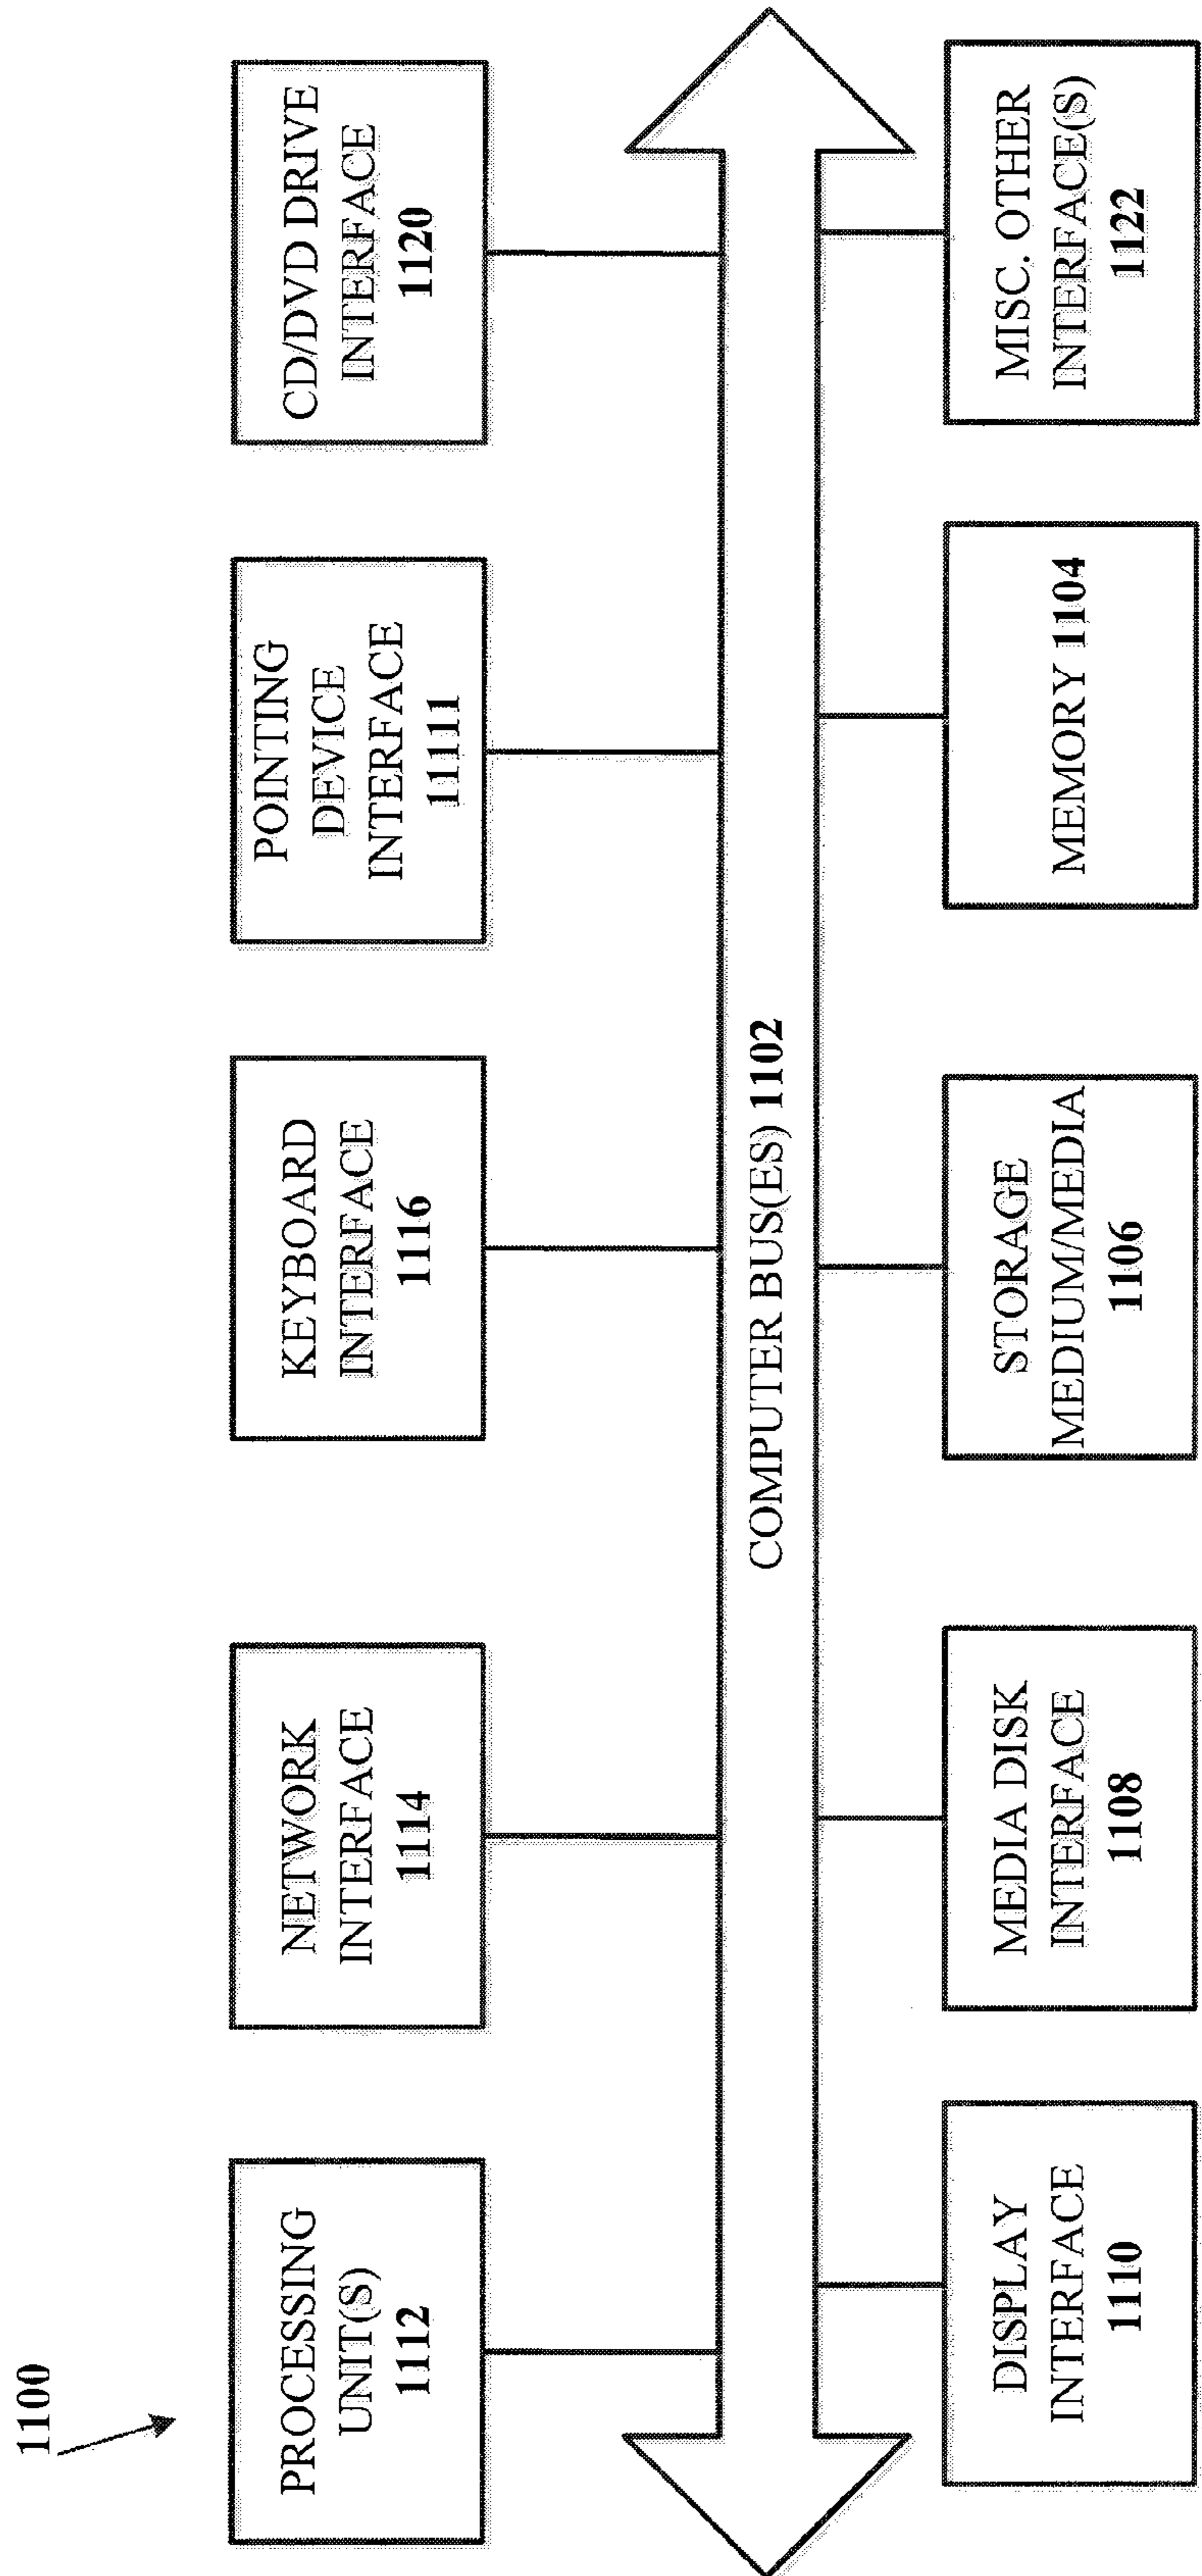 1100
PROCESSING
UNIT(S)
1112
NETWORK
INTERFACE
1114
KEYBOARD
INTERFACE
1116
POINTING
DEVICE
INTERFACE
11111
CD/DVD DRIVE
INTERFACE
1120
COMPUTER BUS(ES) 1102
DISPLAY
INTERFACE
1110
MEDIA DISK
INTERFACE
1108
STORAGE
MEDIUM/MEDIA
1106
MEMORY 1104
MISC. OTHER
INTERFACE(S)
1122